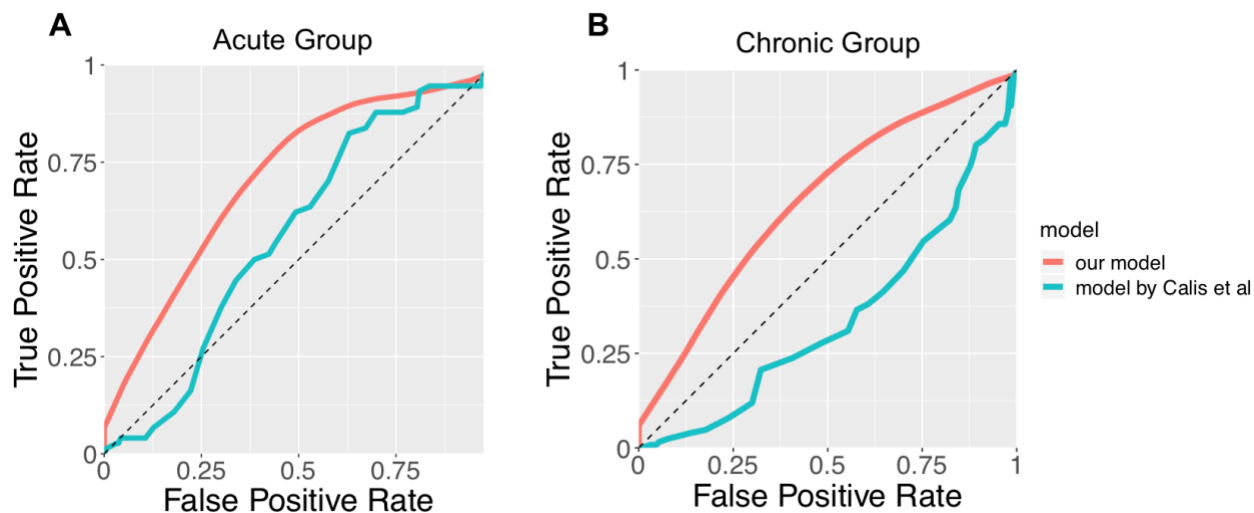 A
Acute Group
True Positive Rate
1
0.75
0.5
0.25
0
0
0.25
0.5
0.75
False Positive Rate
B
Chronic Group
True Positive Rate
1
0.75
0.5
0.25
0
0
0.25
0.5
0.75
1
False Positive Rate
model
our model
model by Calis et al